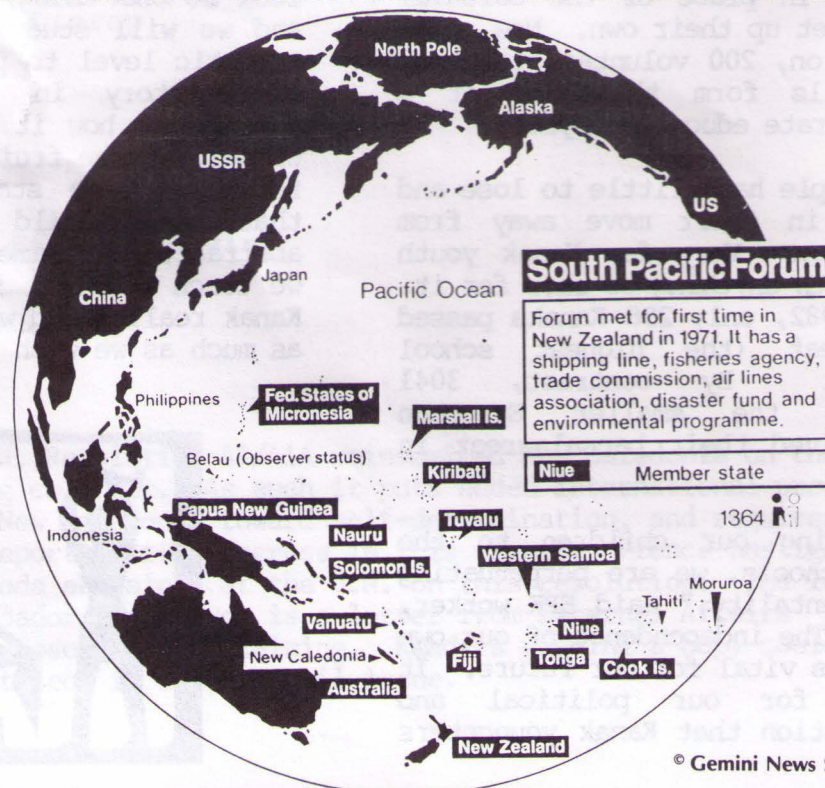 North Pole
Alaska
USSR
US
China
Japan
Pacific Ocean
South Pacific Forum
Forum met for first time in
New Zealand in 1971. It has a
shipping line, fisheries agency,
trade commission, air lines
association, disaster fund, and
environmental programme.
Niue Member state
1364
Philippines
Fed. States of
Micronesia
Marshall Is.
Belau (Observer status)
Kiribati
Papua New Guinea
Nauru
Tuvalu
Indonesia
Solomon Is.
Western Samoa
Moruroa
Tahiti
Vanuatu
Niue
New Caledonia
Fiji
Tonga
Cook Is.
Australia
New Zealand
© Gemini News